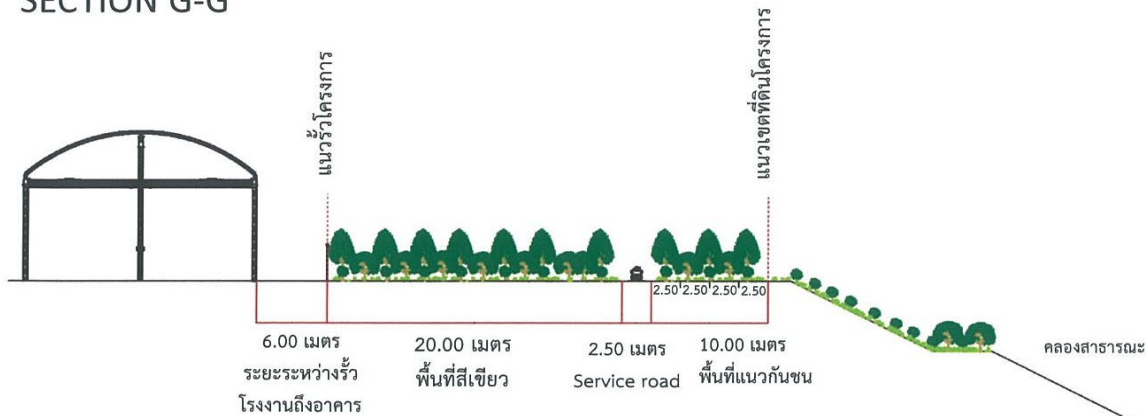 SECTION G-G
แนวรั้วโครงการ
แนวเขตที่ดินโครงการ
2.50 2.50 2.50 2.50
6.00 เมตร
ระยะระหว่างรั้ว
โรงงานถึงอาคาร
20.00 เมตร
พื้นที่สีเขียว
2.50 เมตร
Service road
10.00 เมตร
พื้นที่แนวกันชน
คลองสาธารณะ